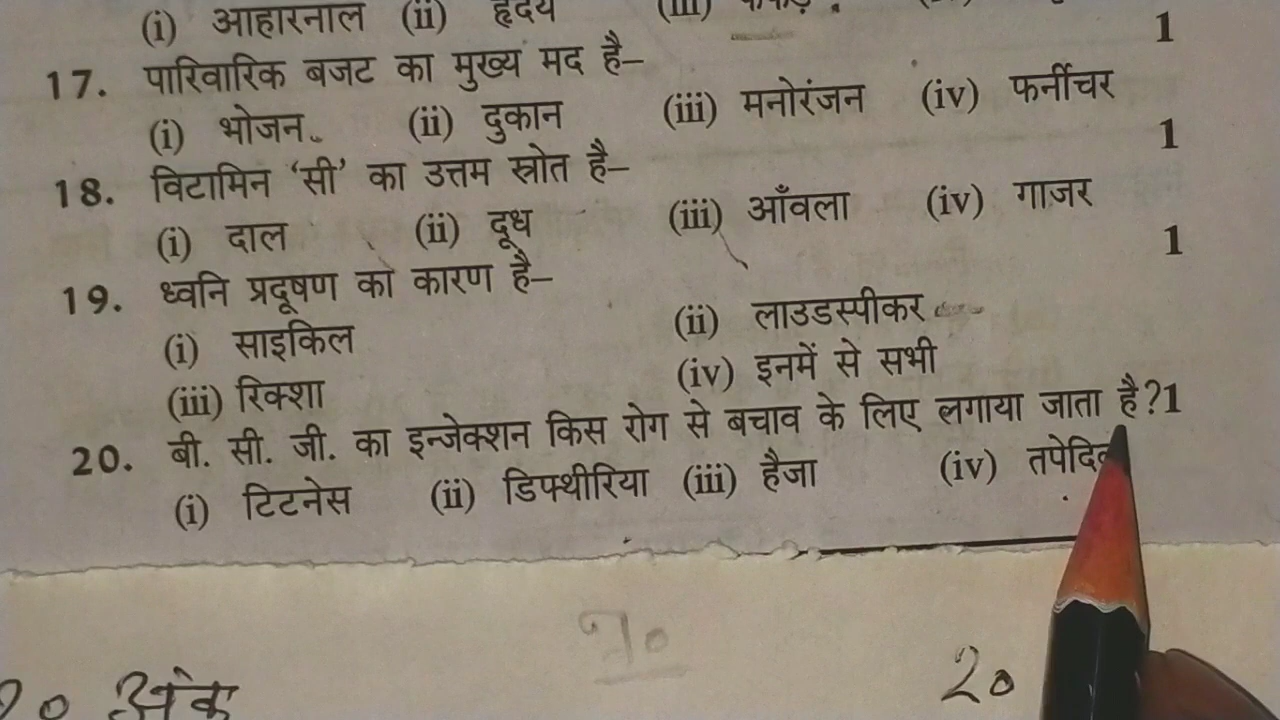 (i) आहारनाल (ii) हृदय (iii)
1
17. पारिवारिक बजट का मुख्य मद है–
(i) भोजन (ii) दुकान (iii) मनोरंजन (iv) फर्नीचर
1
18. विटामिन ‘सी’ का उत्तम स्रोत है–
(i) दाल (ii) दूध (iii) आँवला (iv) गाजर
1
19. ध्वनि प्रदूषण का कारण है–
(i) साइकिल (ii) लाउडस्पीकर
(iii) रिक्शा (iv) इनमें से सभी
20. बी. सी. जी. का इन्जेक्शन किस रोग से बचाव के लिए लगाया जाता है? 1
(i) टिटनेस (ii) डिफ्थीरिया (iii) हैजा (iv)
अंक 20